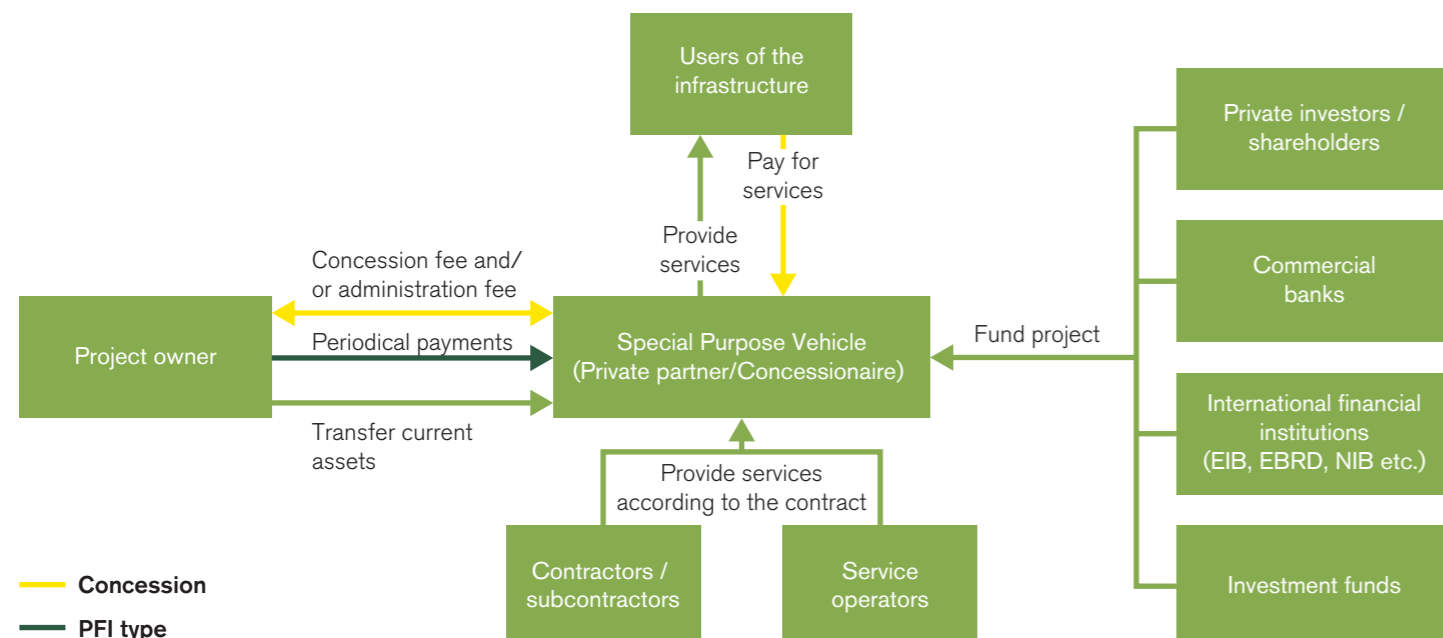 Users of the
infrastructure
Pay for
services
Provide
services
Concession fee and/
or administration fee
Project owner
Periodical payments
Transfer current
assets
Special Purpose Vehicle
(Private partner/Concessionaire)
Fund project
Private investors /
shareholders
Commercial
banks
International financial
institutions
(EIB, EBRD, NIB etc.)
Investment funds
Provide services
according to the contract
Contractors /
subcontractors
Service
operators
Concession
PFI type